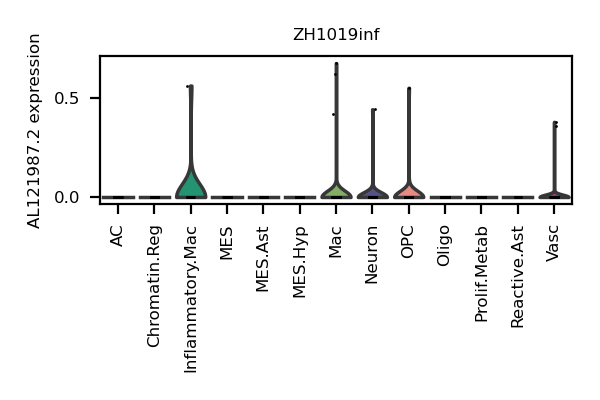 ZH1019inf
AL121987.2 expression
0.5
0.0
AC
Chromatin.Reg
Inflammatory.Mac
MES
MES.Ast
MES.Hyp
Mac
Neuron
OPC
Oligo
Prolif.Metab
Reactive.Ast
Vasc